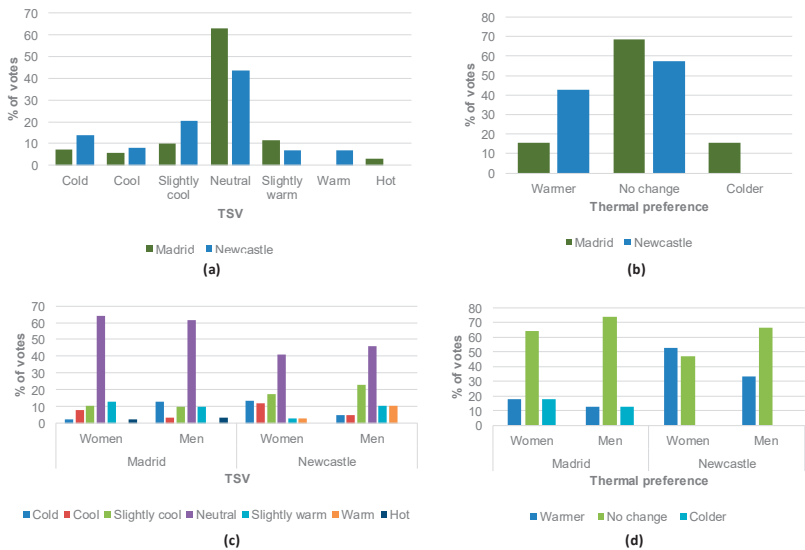 70
60
50
40
30
20
10
0
% of votes
Cold Cool Slightly cool Neutral Slightly warm Warm Hot
TSV
Madrid Newcastle
(a)
80
70
60
50
40
30
20
10
0
% of votes
Warmer No change Colder
Thermal preference
Madrid Newcastle
(b)
70
60
50
40
30
20
10
0
% of votes
Women Men Women Men
Madrid Newcastle
TSV
Cold Cool Slightly cool Neutral Slightly warm Warm Hot
(c)
80
70
60
50
40
30
20
10
0
% of votes
Women Men Women Men
Madrid Newcastle
Thermal preference
Warmer No change Colder
(d)